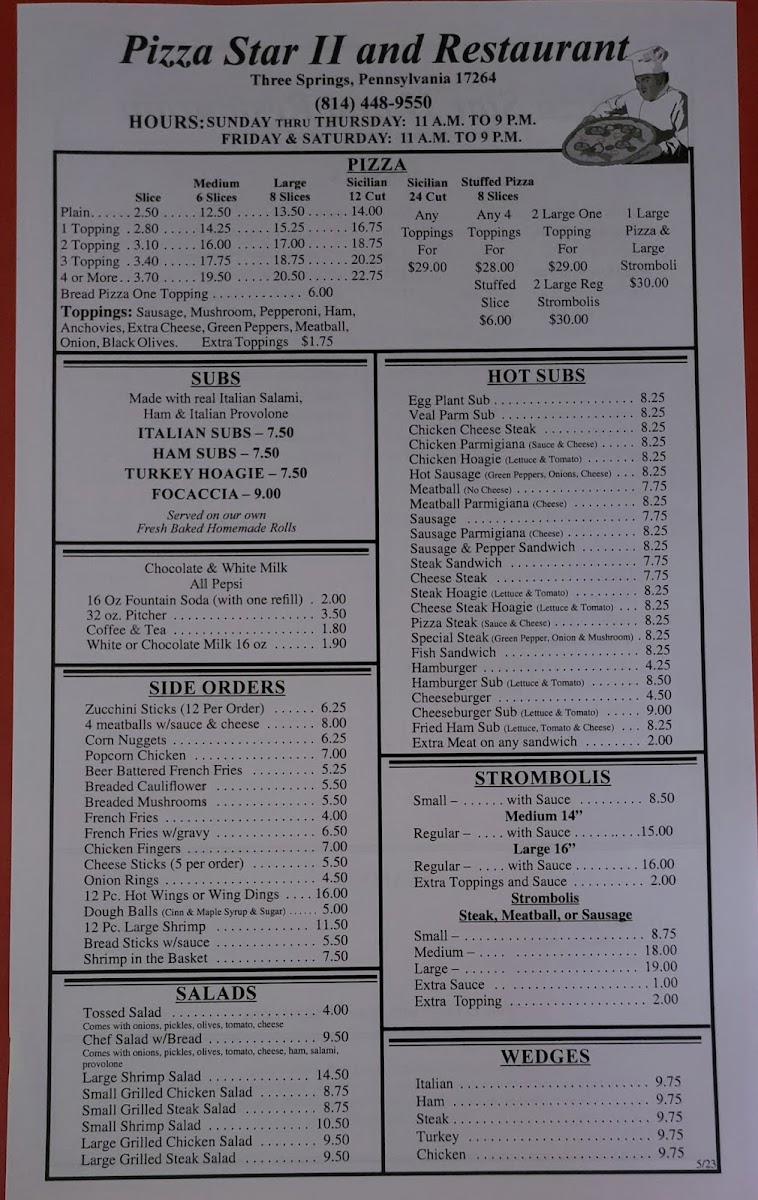 Pizza Star II and Restaurant
Three Springs, Pennsylvania 17264
(814) 448-9550
HOURS: SUNDAY THRU THURSDAY: 11 A.M. TO 9 P.M.
FRIDAY & SATURDAY: 11 A.M. TO 9 P.M.
PIZZA
Slice Medium 6 Slices Large 8 Slices Sicilian 12 Cut
Plain...... 2.50 ..... 12.50 ..... 13.50 ...... 14.00
1 Topping . 2.80 ..... 14.25 ..... 15.25 ...... 16.75
2 Topping . 3.10 ..... 16.00 ..... 17.00 ...... 18.75
3 Topping . 3.40 ..... 17.75 ..... 18.75 ...... 20.25
4 or More.. 3.70 ..... 19.50 ..... 20.50 ...... 22.75
Bread Pizza One Topping ............ 6.00
Toppings: Sausage, Mushroom, Pepperoni, Ham,
Anchovies, Extra Cheese, Green Peppers, Meatball,
Onion, Black Olives. Extra Toppings $1.75
Sicilian
24 Cut
Any
Toppings
For
$29.00
Stuffed Pizza
8 Slices
Any 4
Toppings
For
$28.00
Stuffed
Slice
$6.00
2 Large One
Topping
For
$29.00
2 Large Reg
Strombolis
$30.00
1 Large
Pizza &
Large
Stromboli
$30.00
SUBS
Made with real Italian Salami,
Ham & Italian Provolone
ITALIAN SUBS – 7.50
HAM SUBS – 7.50
TURKEY HOAGIE – 7.50
FOCACCIA – 9.00
Served on our own
Fresh Baked Homemade Rolls
Chocolate & White Milk
All Pepsi
16 Oz Fountain Soda (with one refill) . 2.00
32 oz. Pitcher ..................... 3.50
Coffee & Tea ..................... 1.80
White or Chocolate Milk 16 oz ...... 1.90
SIDE ORDERS
Zucchini Sticks (12 Per Order) ...... 6.25
4 meatballs w/sauce & cheese ....... 8.00
Corn Nuggets .................... 6.25
Popcorn Chicken ................. 7.00
Beer Battered French Fries ......... 5.25
Breaded Cauliflower .............. 5.50
Breaded Mushrooms .............. 5.50
French Fries ..................... 4.00
French Fries w/gravy .............. 6.50
Chicken Fingers .................. 7.00
Cheese Sticks (5 per order) ......... 5.50
Onion Rings ..................... 4.50
12 Pc. Hot Wings or Wing Dings .... 16.00
Dough Balls (Cinn & Maple Syrup & Sugar) ...... 5.00
12 Pc. Large Shrimp ............. 11.50
Bread Sticks w/sauce .............. 5.50
Shrimp in the Basket .............. 7.50
SALADS
Tossed Salad .................... 4.00
Comes with onions, pickles, olives, tomato, cheese
Chef Salad w/Bread ............... 9.50
Comes with onions, pickles, olives, tomato, cheese, ham, salami,
provolone
Large Shrimp Salad .............. 14.50
Small Grilled Chicken Salad ........ 8.75
Small Grilled Steak Salad .......... 8.75
Small Shrimp Salad .............. 10.50
Large Grilled Chicken Salad ........ 9.50
Large Grilled Steak Salad .......... 9.50
HOT SUBS
Egg Plant Sub .................... 8.25
Veal Parm Sub ................... 8.25
Chicken Cheese Steak ............. 8.25
Chicken Parmigiana (Sauce & Cheese) ..... 8.25
Chicken Hoagie (Lettuce & Tomato) ....... 8.25
Hot Sausage (Green Peppers, Onions, Cheese) ... 8.25
Meatball (No Cheese) ................. 7.75
Meatball Parmigiana (Cheese) .......... 8.25
Sausage ........................ 7.75
Sausage Parmigiana (Cheese) .......... 8.25
Sausage & Pepper Sandwich ....... 8.25
Steak Sandwich .................. 7.75
Cheese Steak .................... 7.75
Steak Hoagie (Lettuce & Tomato) ......... 8.25
Cheese Steak Hoagie (Lettuce & Tomato) ... 8.25
Pizza Steak (Sauce & Cheese) ............ 8.25
Special Steak (Green Pepper, Onion & Mushroom) . 8.25
Fish Sandwich ................... 8.25
Hamburger ...................... 4.25
Hamburger Sub (Lettuce & Tomato) ....... 8.50
Cheeseburger .................... 4.50
Cheeseburger Sub (Lettuce & Tomato) ..... 9.00
Fried Ham Sub (Lettuce, Tomato & Cheese) ... 8.25
Extra Meat on any sandwich ........ 2.00
STROMBOLIS
Small – ...... with Sauce ......... 8.50
Medium 14”
Regular – .... with Sauce ..........15.00
Large 16”
Regular – .... with Sauce ......... 16.00
Extra Toppings and Sauce .......... 2.00
Strombolis
Steak, Meatball, or Sausage
Small – ....................... 8.75
Medium – ..................... 18.00
Large – ....................... 19.00
Extra Sauce .................... 1.00
Extra Topping .................. 2.00
WEDGES
Italian .......................... 9.75
Ham ........................... 9.75
Steak ........................... 9.75
Turkey ......................... 9.75
Chicken ........................ 9.75
5/23